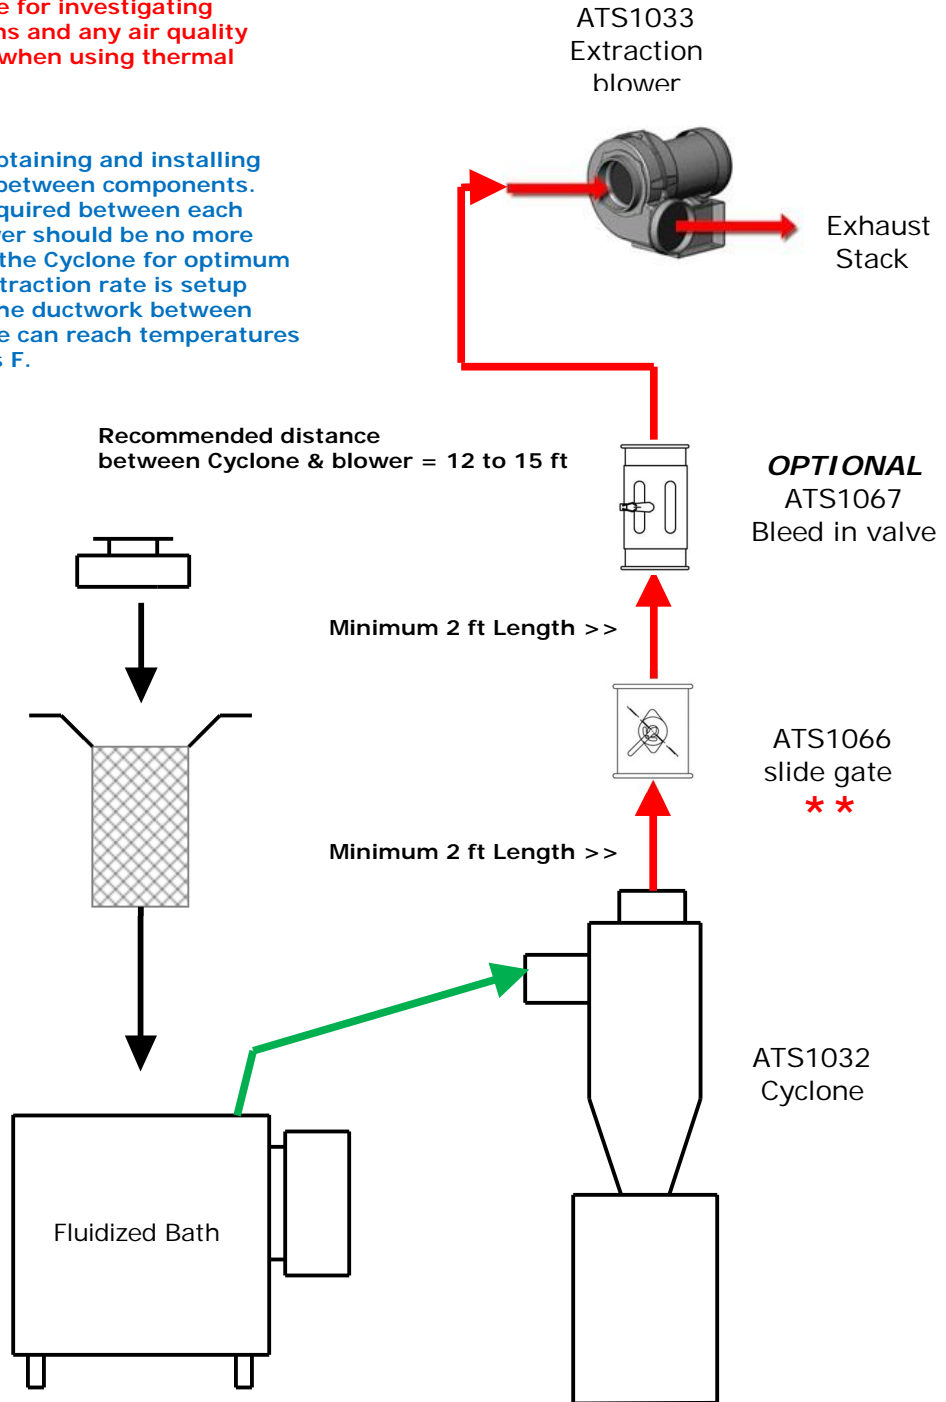 e for investigating
ns and any air quality
when using thermal
ATS1033
Extraction
blower
btaining and installing
between components.
quired between each
wer should be no more
the Cyclone for optimum
traction rate is setup
he ductwork between
e can reach temperatures
s F.
Exhaust
Stack
Recommended distance
between Cyclone & blower = 12 to 15 ft
OPTIONAL
ATS1067
Bleed in valve
Minimum 2 ft Length >>
ATS1066
slide gate
**
Minimum 2 ft Length >>
ATS1032
Cyclone
Fluidized Bath